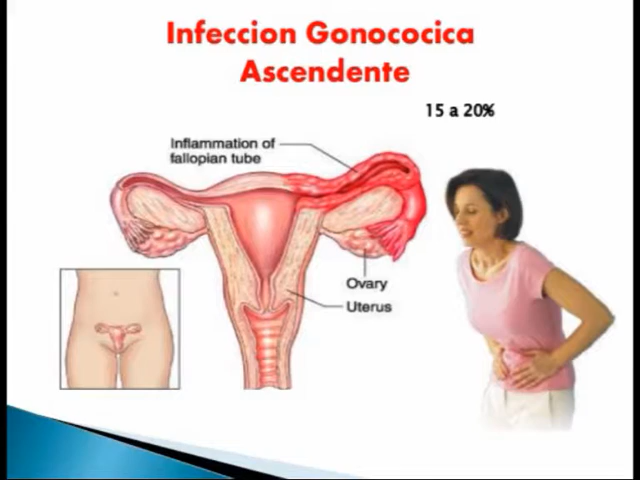 Infeccion Gonococica
Ascendente
15 a 20%
Inflammation of
fallopian tube
Ovary
Uterus